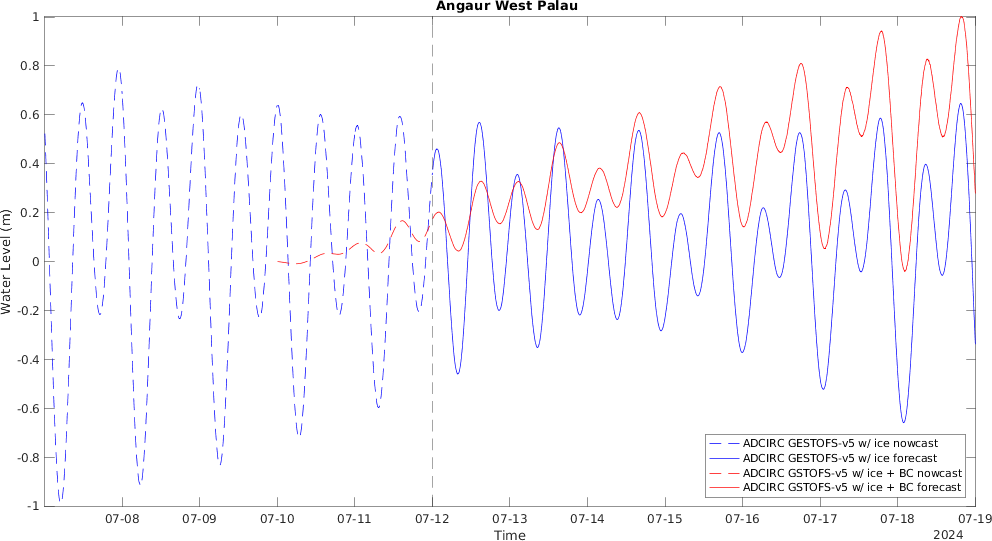 Angaur West Palau
1
0.8
0.6
0.4
0.2
0
-0.2
-0.4
-0.6
-0.8
-1
Water Level (m)
ADCIRC GESTOFS-v5 w/ ice nowcast
ADCIRC GESTOFS-v5 w/ ice forecast
ADCIRC GSTOFS-v5 w/ ice + BC nowcast
ADCIRC GSTOFS-v5 w/ ice + BC forecast
07-08 07-09 07-10 07-11 07-12 07-13 07-14 07-15 07-16 07-17 07-18 07-19
Time
2024